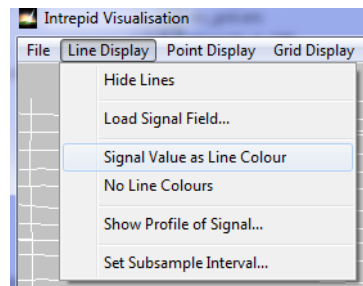 Intrepid Visualisation
File Line Display Point Display Grid Display
Hide Lines
Load Signal Field...
Signal Value as Line Colour
No Line Colours
Show Profile of Signal...
Set Subsample Interval...